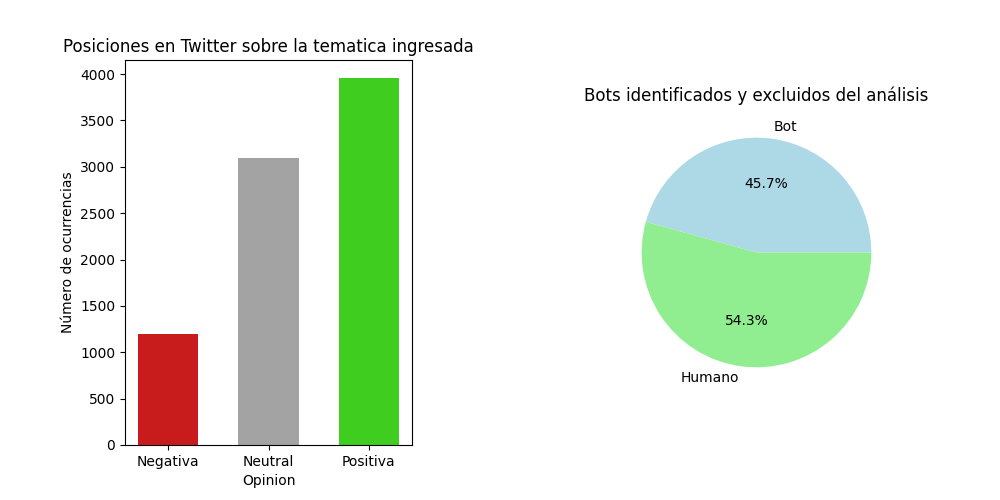 Posiciones en Twitter sobre la tematica ingresada
Número de ocurrencias
4000
3500
3000
2500
2000
1500
1000
500
0
Negativa
Neutral
Positiva
Opinion
Bots identificados y excluidos del análisis
Bot
45.7%
54.3%
Humano